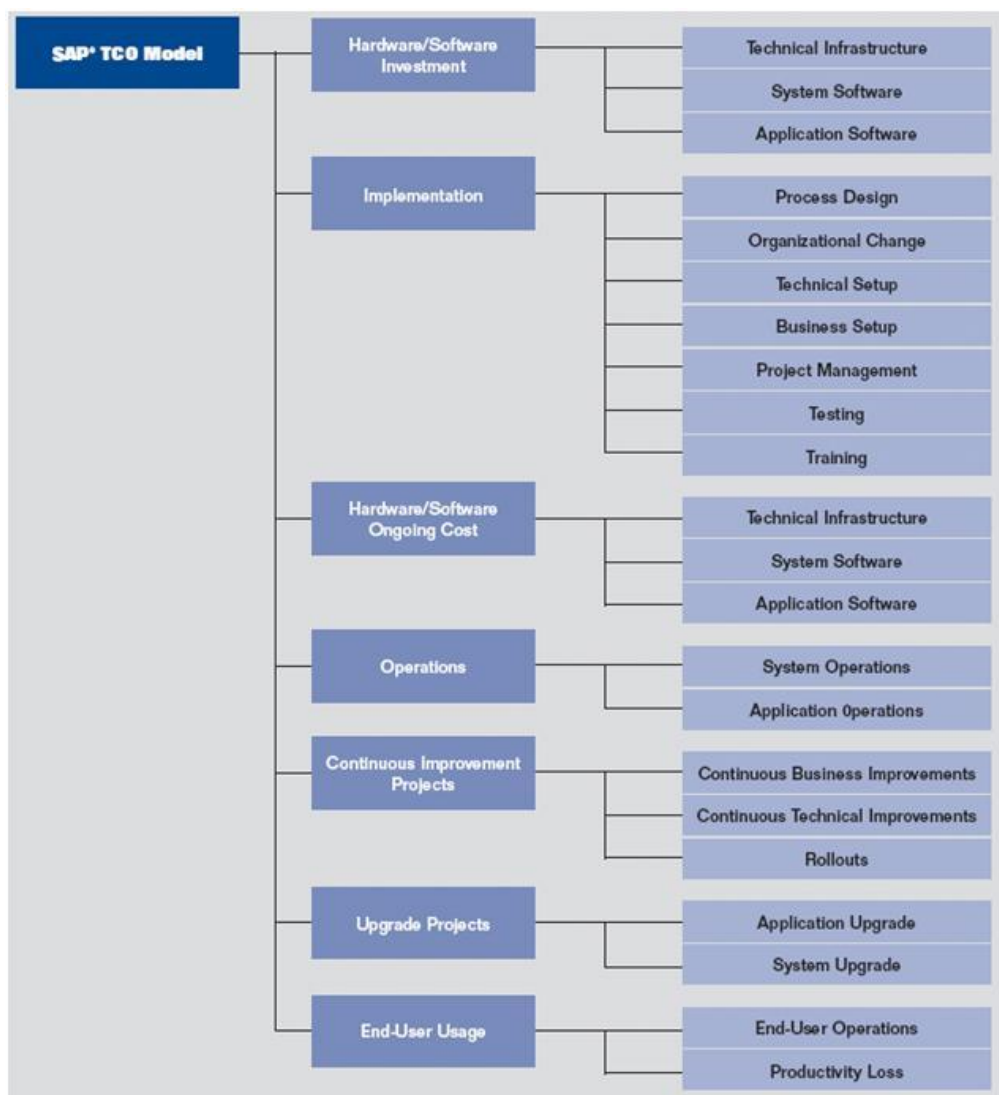 SAP® TCO Model
Hardware/Software
Investment
Technical Infrastructure
System Software
Application Software
Implementation
Process Design
Organizational Change
Technical Setup
Business Setup
Project Management
Testing
Training
Hardware/Software
Ongoing Cost
Technical Infrastructure
System Software
Application Software
Operations
System Operations
Application 0perations
Continuous Improvement
Projects
Continuous Business Improvements
Continuous Technical Improvements
Rollouts
Upgrade Projects
Application Upgrade
System Upgrade
End-User Usage
End-User Operations
Productivity Loss